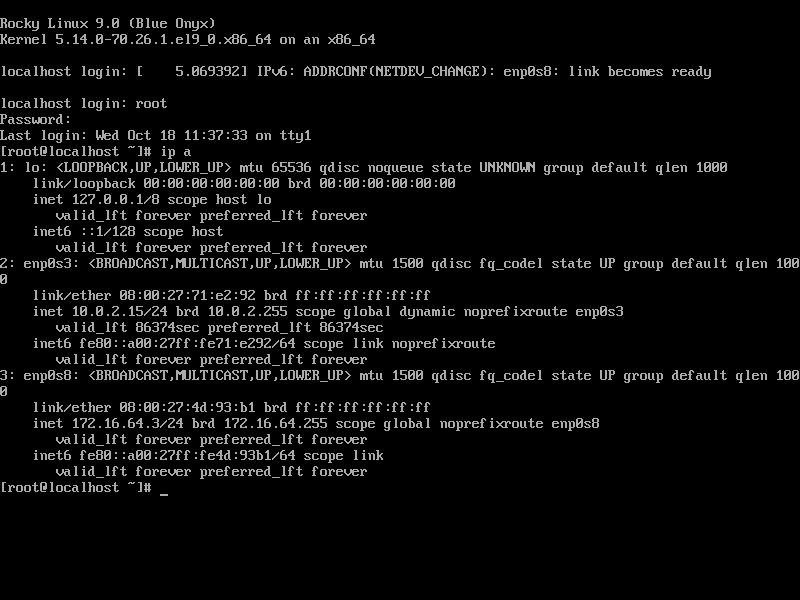 Rocky Linux 9.0 (Blue Onyx)
Kernel 5.14.0-70.26.1.el9_0.x86_64 on an x86_64
localhost login: [    5.069392] IPv6: ADDRCONF(NETDEV_CHANGE): enp0s8: link becomes ready
localhost login: root
Password:
Last login: Wed Oct 18 11:37:33 on tty1
[root@localhost ~]# ip a
1: lo: <LOOPBACK,UP,LOWER_UP> mtu 65536 qdisc noqueue state UNKNOWN group default qlen 1000
    link/loopback 00:00:00:00:00:00 brd 00:00:00:00:00:00
    inet 127.0.0.1/8 scope host lo
       valid_lft forever preferred_lft forever
    inet6 ::1/128 scope host
       valid_lft forever preferred_lft forever
2: enp0s3: <BROADCAST,MULTICAST,UP,LOWER_UP> mtu 1500 qdisc fq_codel state UP group default qlen 100
0
    link/ether 08:00:27:71:e2:92 brd ff:ff:ff:ff:ff:ff
    inet 10.0.2.15/24 brd 10.0.2.255 scope global dynamic noprefixroute enp0s3
       valid_lft 86374sec preferred_lft 86374sec
    inet6 fe80::a00:27ff:fe71:e292/64 scope link noprefixroute
       valid_lft forever preferred_lft forever
3: enp0s8: <BROADCAST,MULTICAST,UP,LOWER_UP> mtu 1500 qdisc fq_codel state UP group default qlen 100
0
    link/ether 08:00:27:4d:93:b1 brd ff:ff:ff:ff:ff:ff
    inet 172.16.64.3/24 brd 172.16.64.255 scope global noprefixroute enp0s8
       valid_lft forever preferred_lft forever
    inet6 fe80::a00:27ff:fe4d:93b1/64 scope link
       valid_lft forever preferred_lft forever
[root@localhost ~]# _